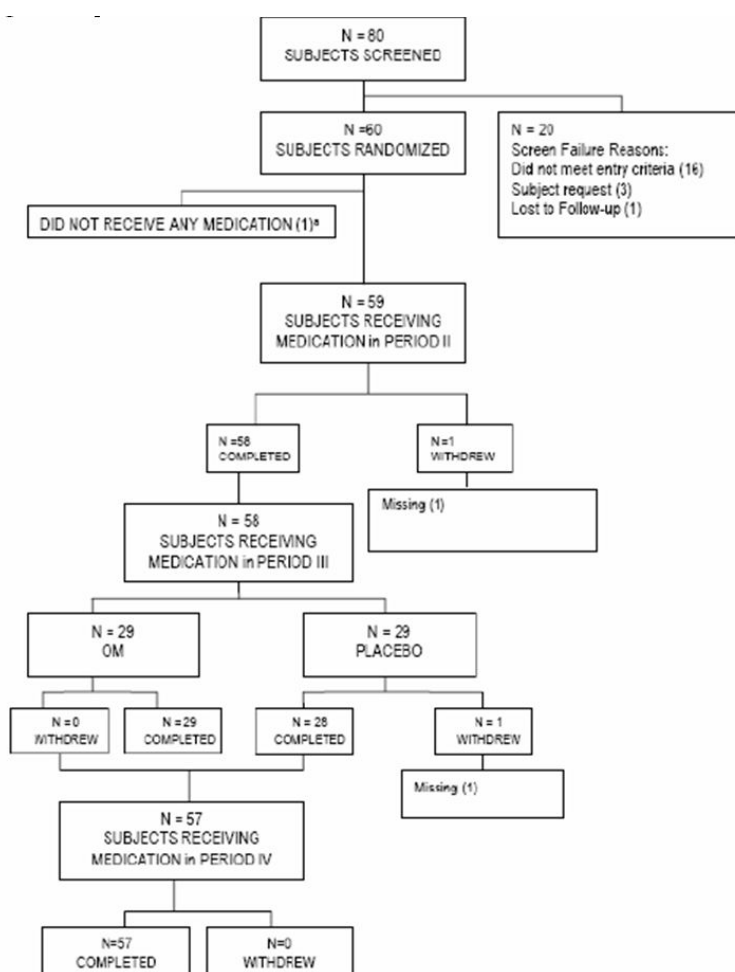 N = 80
SUBJECTS SCREENED
N =60
SUBJECTS RANDOMIZED
N = 20
Screen Failure Reasons:
Did not meet entry criteria (16)
Subject request (3)
Lost to Follow-up (1)
DID NOT RECEIVE ANY MEDICATION (1)ᵃ
N = 59
SUBJECTS RECEIVING
MEDICATION in PERIOD II
N =58
COMPLETED
N=1
WITHDREW
Missing (1)
N = 58
SUBJECTS RECEIVING
MEDICATION in PERIOD III
N = 29
OM
N = 29
PLACEBO
N = 0
WITHDREW
N =29
COMPLETED
N = 28
COMPLETED
N = 1
WITHDREW
Missing (1)
N = 57
SUBJECTS RECEIVING
MEDICATION in PERIOD IV
N=57
COMPLETED
N=0
WITHDREW